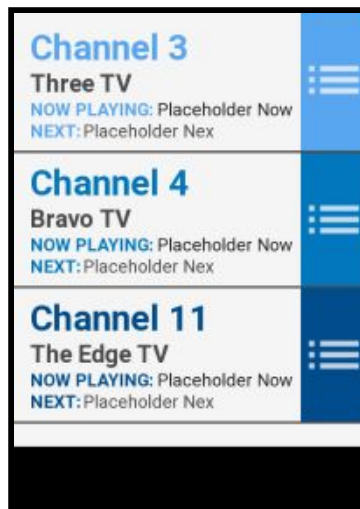 Channel 3
Three TV
NOW PLAYING: Placeholder Now
NEXT: Placeholder Nex
Channel 4
Bravo TV
NOW PLAYING: Placeholder Now
NEXT: Placeholder Nex
Channel 11
The Edge TV
NOW PLAYING: Placeholder Now
NEXT: Placeholder Nex